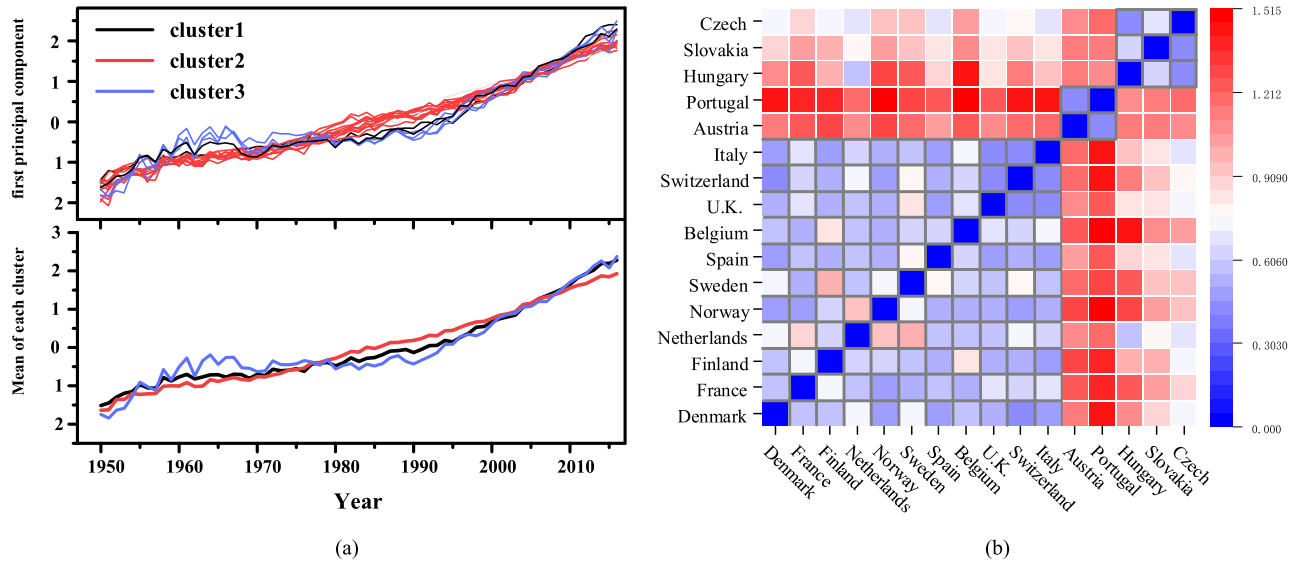 first principal component
2
1
0
1
2
cluster1
cluster2
cluster3
Mean of each cluster
3
2
1
0
1
2
1950 1960 1970 1980 1990 2000 2010
Year
(a)
Czech
Slovakia
Hungary
Portugal
Austria
Italy
Switzerland
U.K.
Belgium
Spain
Sweden
Norway
Netherlands
Finland
France
Denmark
Denmark France Finland Netherlands Norway Sweden Spain Belgium U.K. Switzerland Italy Austria Portugal Hungary Slovakia Czech
1.515
1.212
0.9090
0.6060
0.3030
0.000
(b)